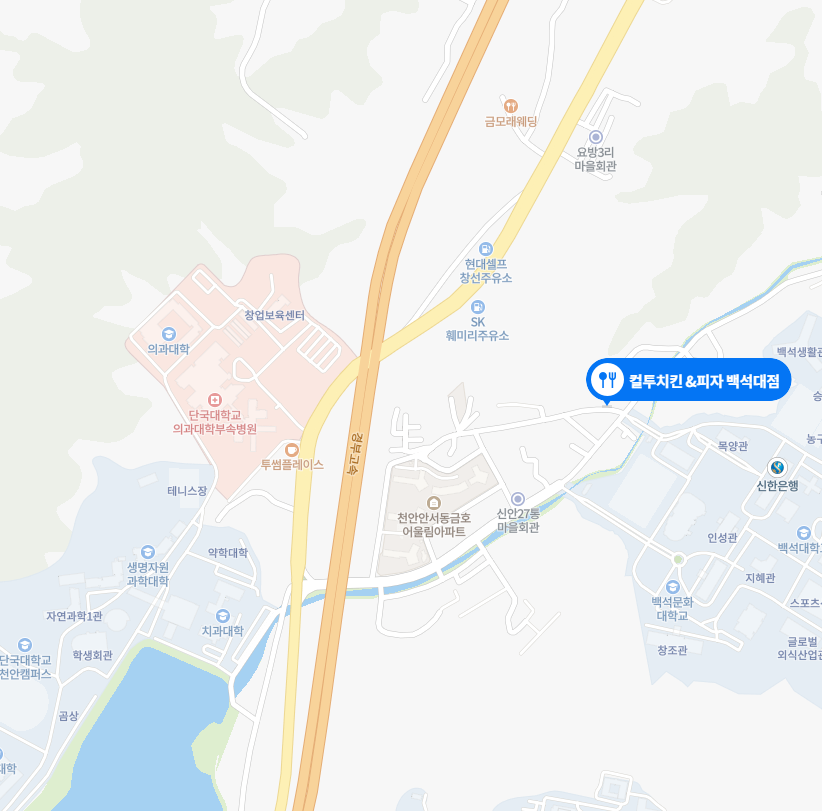 금모래웨딩
요방3리
마을회관
현대셀프
창선주유소
창업보육센터
SK
훼미리주유소
의과대학
백석생활관
컬투치킨 &피자 백석대점
승
단국대학교
의과대학부속병원
농구
목양관
경부고속
투썸플레이스
신한은행
테니스장
천안안서동금호
어울림아파트
신안27통
마을회관
인성관
약학대학
백석대학교
생명자원
과학대학
지혜관
백석문화
대학교
스포츠
자연과학1관
치과대학
글로벌
외식산업관
창조관
학생회관
단국대학교
천안캠퍼스
곰상
대학